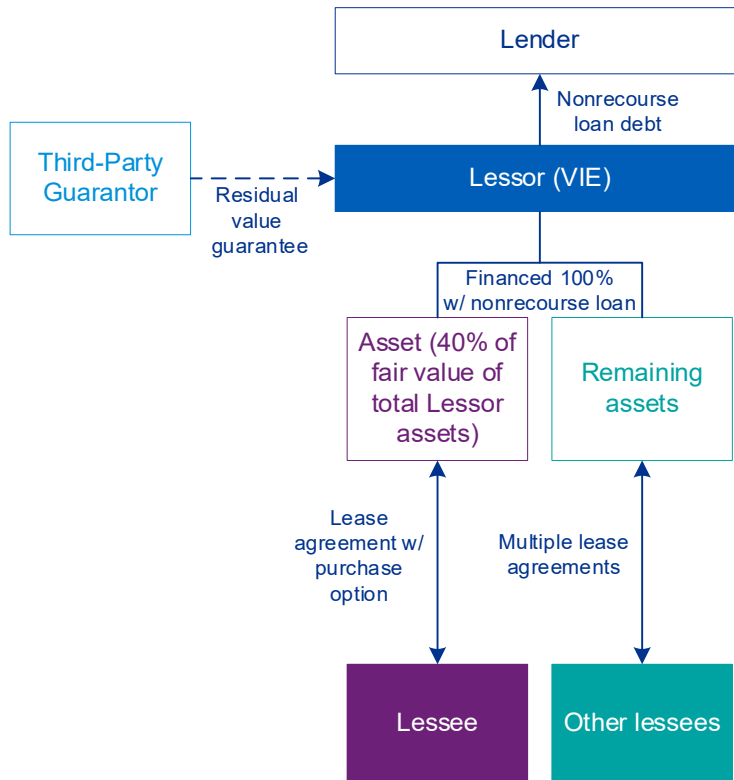 Lender
Nonrecourse
loan debt
Third-Party
Guarantor
Residual
value
guarantee
Lessor (VIE)
Financed 100%
w/ nonrecourse loan
Asset (40% of
fair value of
total Lessor
assets)
Remaining
assets
Lease
agreement w/
purchase
option
Multiple lease
agreements
Lessee
Other lessees